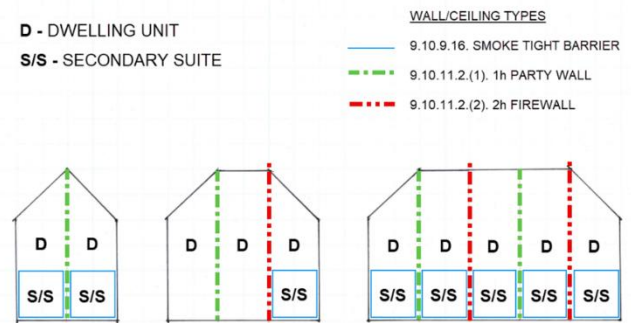 D - DWELLING UNIT
S/S - SECONDARY SUITE
WALL/CEILING TYPES
9.10.9.16. SMOKE TIGHT BARRIER
9.10.11.2.(1). 1h PARTY WALL
9.10.11.2.(2). 2h FIREWALL
D D
S/S S/S
D D D
S/S
D D D D D
S/S S/S S/S S/S S/S